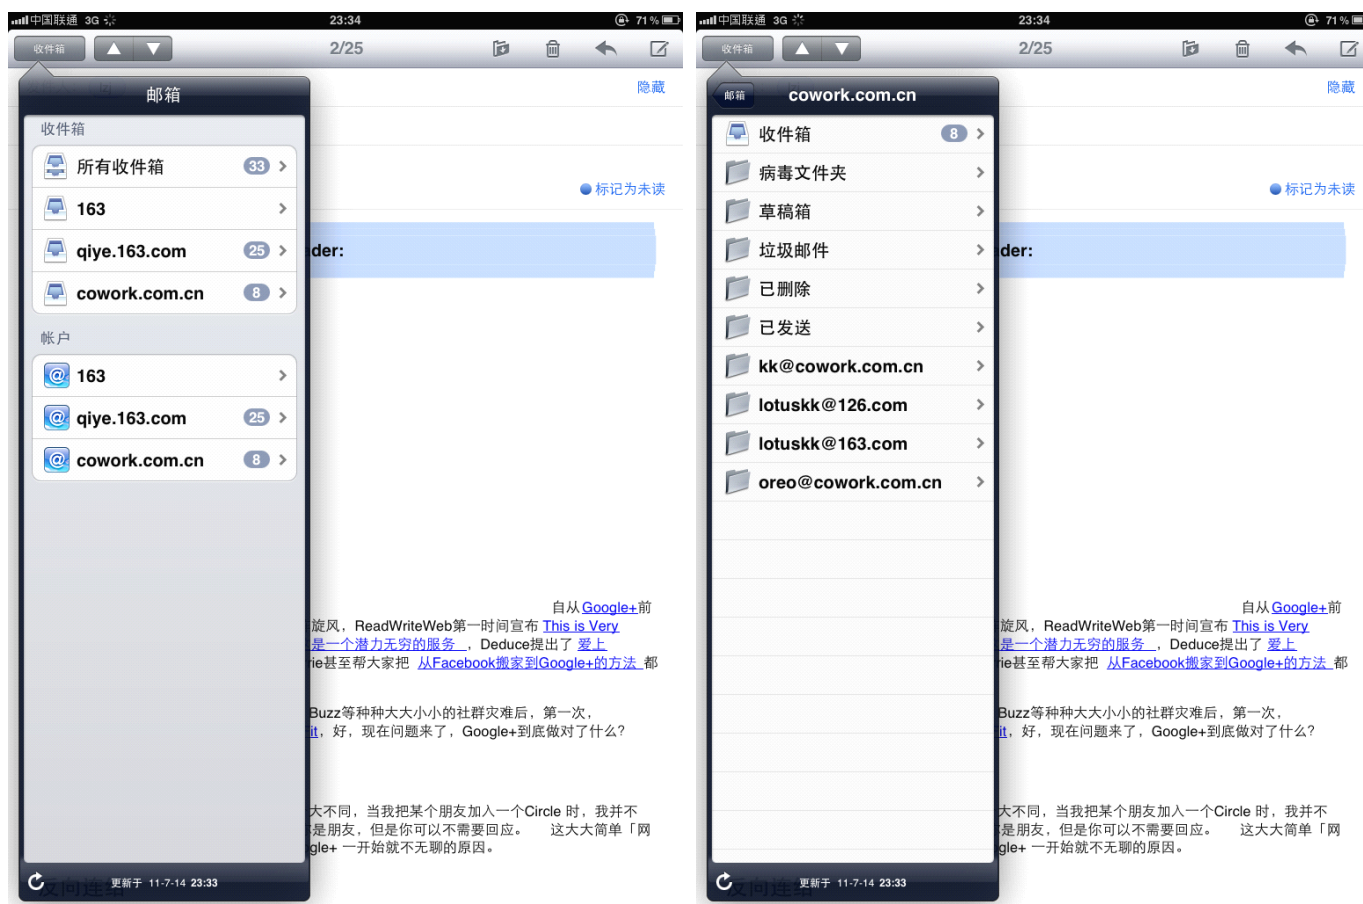 中国联通 3G 23:34 71%
收件箱 2/25
邮箱
隐藏
收件箱
所有收件箱 33
163
标记为未读
qiye.163.com 25
der:
cowork.com.cn 8
帐户
163
qiye.163.com 25
cowork.com.cn 8
自从Google+前
旋风，ReadWriteWeb第一时间宣布 This is Very
是一个潜力无穷的服务 ，Deduce提出了 爱上
rie甚至帮大家把 从Facebook搬家到Google+的方法 都
Buzz等种种大大小小的社群灾难后，第一次，
it，好，现在问题来了，Google+到底做对了什么？
大不同，当我把某个朋友加入一个Circle 时，我并不
是朋友，但是你可以不需要回应。 这大大简单「网
gle+ 一开始就不无聊的原因。
反向连结
更新于 11-7-14 23:33
中国联通 3G 23:34 71%
收件箱 2/25
邮箱 cowork.com.cn
隐藏
收件箱 8
病毒文件夹
标记为未读
草稿箱
垃圾邮件
der:
已删除
已发送
kk@cowork.com.cn
lotuskk@126.com
lotuskk@163.com
oreo@cowork.com.cn
自从Google+前
旋风，ReadWriteWeb第一时间宣布 This is Very
是一个潜力无穷的服务 ，Deduce提出了 爱上
rie甚至帮大家把 从Facebook搬家到Google+的方法 都
Buzz等种种大大小小的社群灾难后，第一次，
it，好，现在问题来了，Google+到底做对了什么？
大不同，当我把某个朋友加入一个Circle 时，我并不
是朋友，但是你可以不需要回应。 这大大简单「网
gle+ 一开始就不无聊的原因。
反向连结
更新于 11-7-14 23:33